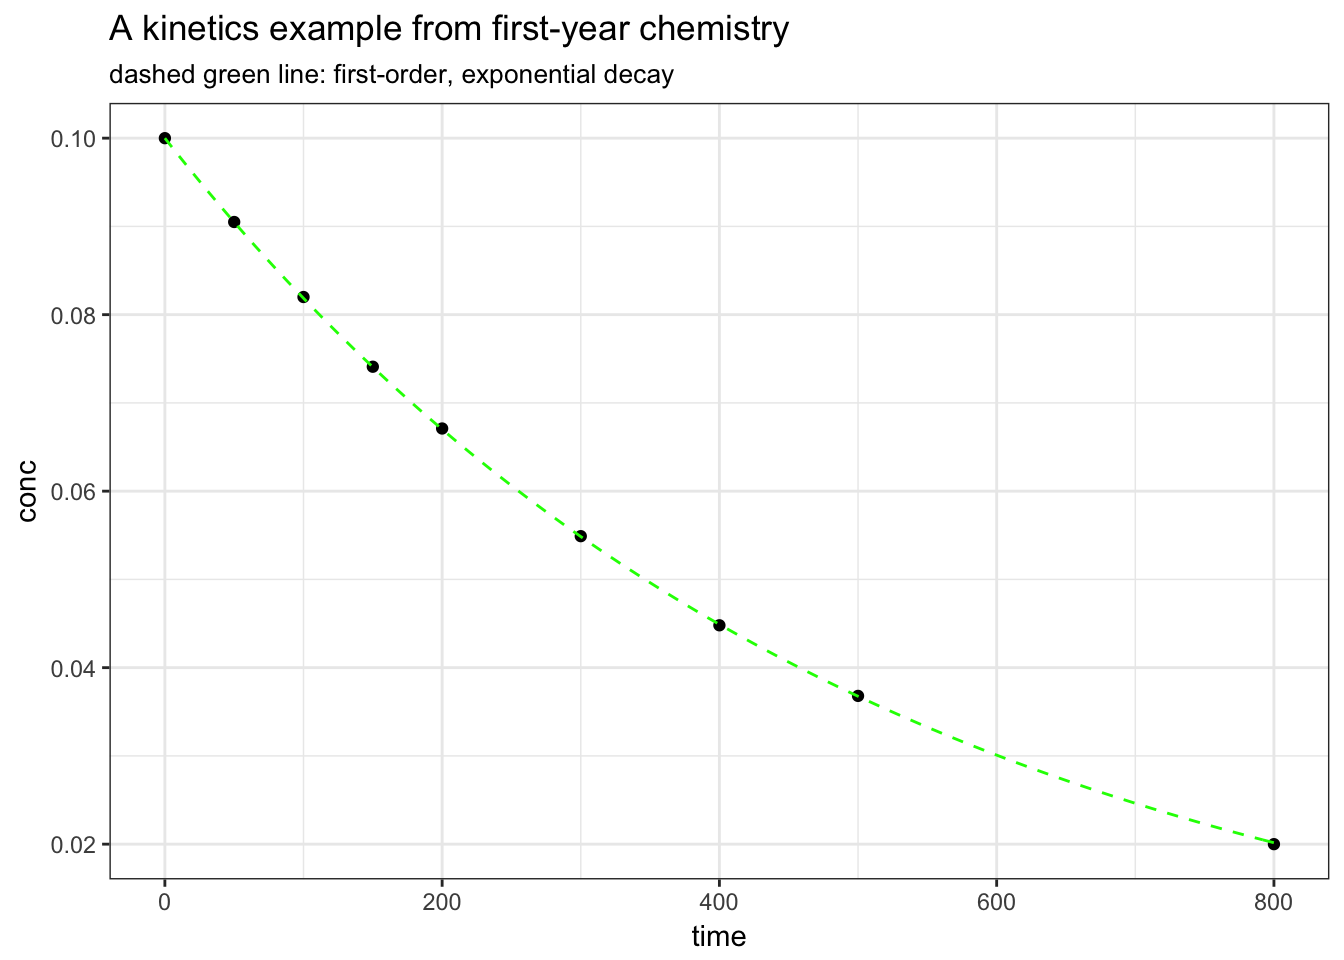 A kinetics example from first-year chemistry
dashed green line: first-order, exponential decay
0.10
0.08
0.06
0.04
0.02
conc
0 200 400 600 800
time